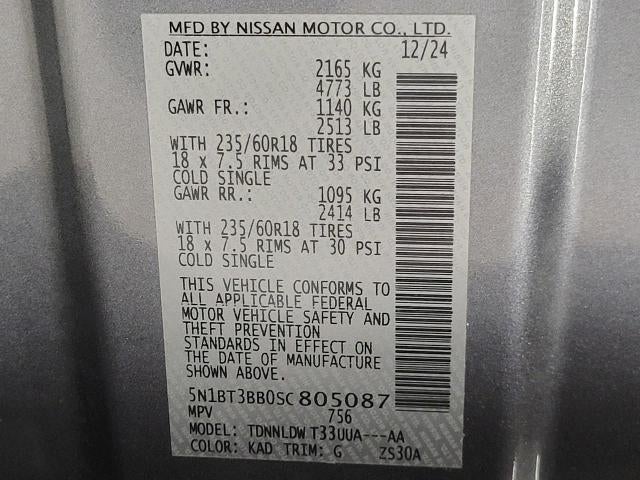 MFD BY NISSAN MOTOR CO., LTD.
DATE: 12/24
GVWR: 2165 KG
4773 LB
GAWR FR.: 1140 KG
2513 LB
WITH 235/60R18 TIRES
18 x 7.5 RIMS AT 33 PSI
COLD SINGLE
GAWR RR.: 1095 KG
2414 LB
WITH 235/60R18 TIRES
18 x 7.5 RIMS AT 30 PSI
COLD SINGLE
THIS VEHICLE CONFORMS TO
ALL APPLICABLE FEDERAL
MOTOR VEHICLE SAFETY AND
THEFT PREVENTION
STANDARDS IN EFFECT ON
THE DATE OF MANUFACTURE
SHOWN ABOVE.
5N1BT3BB0SC805087
MPV 756
MODEL: TDNNLDW T33UUA---AA
COLOR: KAD TRIM: G ZS30A